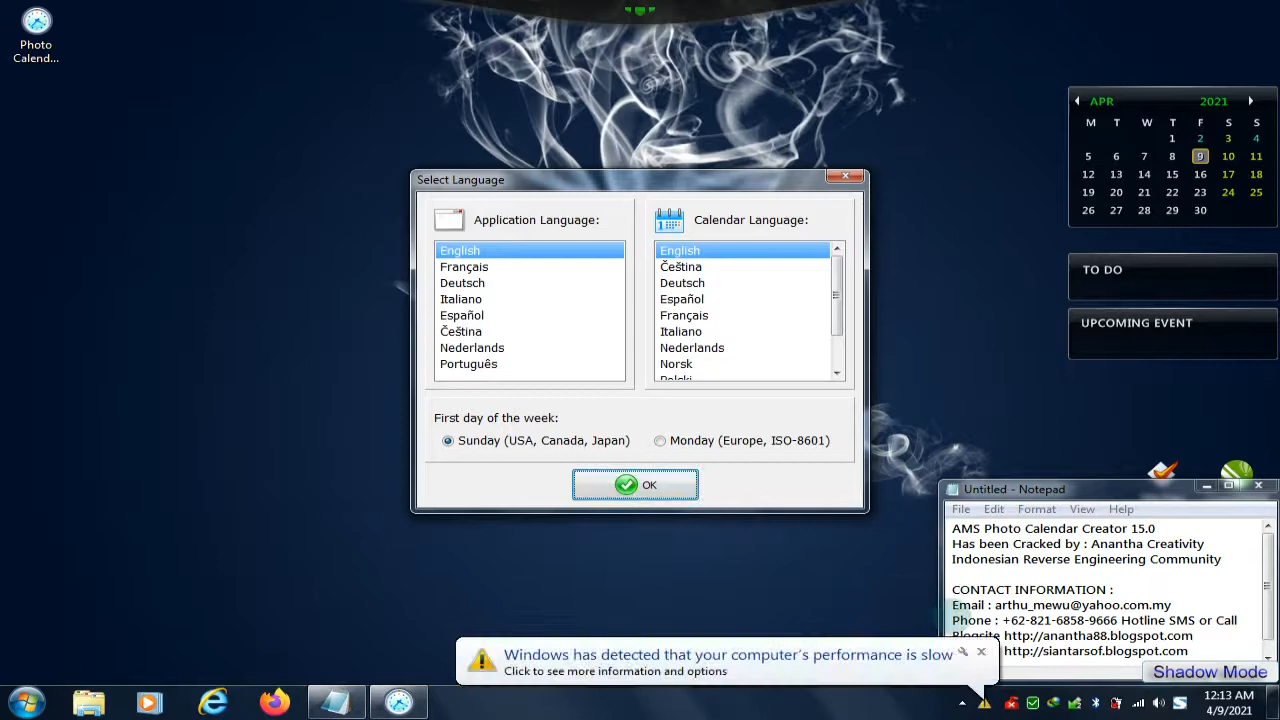 Photo
Calend...
APR 2021
M T W T F S S
1 2 3 4
5 6 7 8 9 10 11
12 13 14 15 16 17 18
19 20 21 22 23 24 25
26 27 28 29 30
TO DO
UPCOMING EVENT
Select Language
Application Language:
English
Français
Deutsch
Italiano
Español
Čeština
Nederlands
Português
Calendar Language:
English
Čeština
Deutsch
Español
Français
Italiano
Nederlands
Norsk
Polski
First day of the week:
Sunday (USA, Canada, Japan) Monday (Europe, ISO-8601)
OK
Untitled - Notepad
File Edit Format View Help
AMS Photo Calendar Creator 15.0
Has been Cracked by : Anantha Creativity
Indonesian Reverse Engineering Community
CONTACT INFORMATION :
Email : arthu_mewu@yahoo.com.my
Phone : +62-821-6858-9666 Hotline SMS or Call
Blogsite http://anantha88.blogspot.com
http://siantarsof.blogspot.com
Windows has detected that your computer's performance is slow
Click to see more information and options
Shadow Mode
12:13 AM
4/9/2021